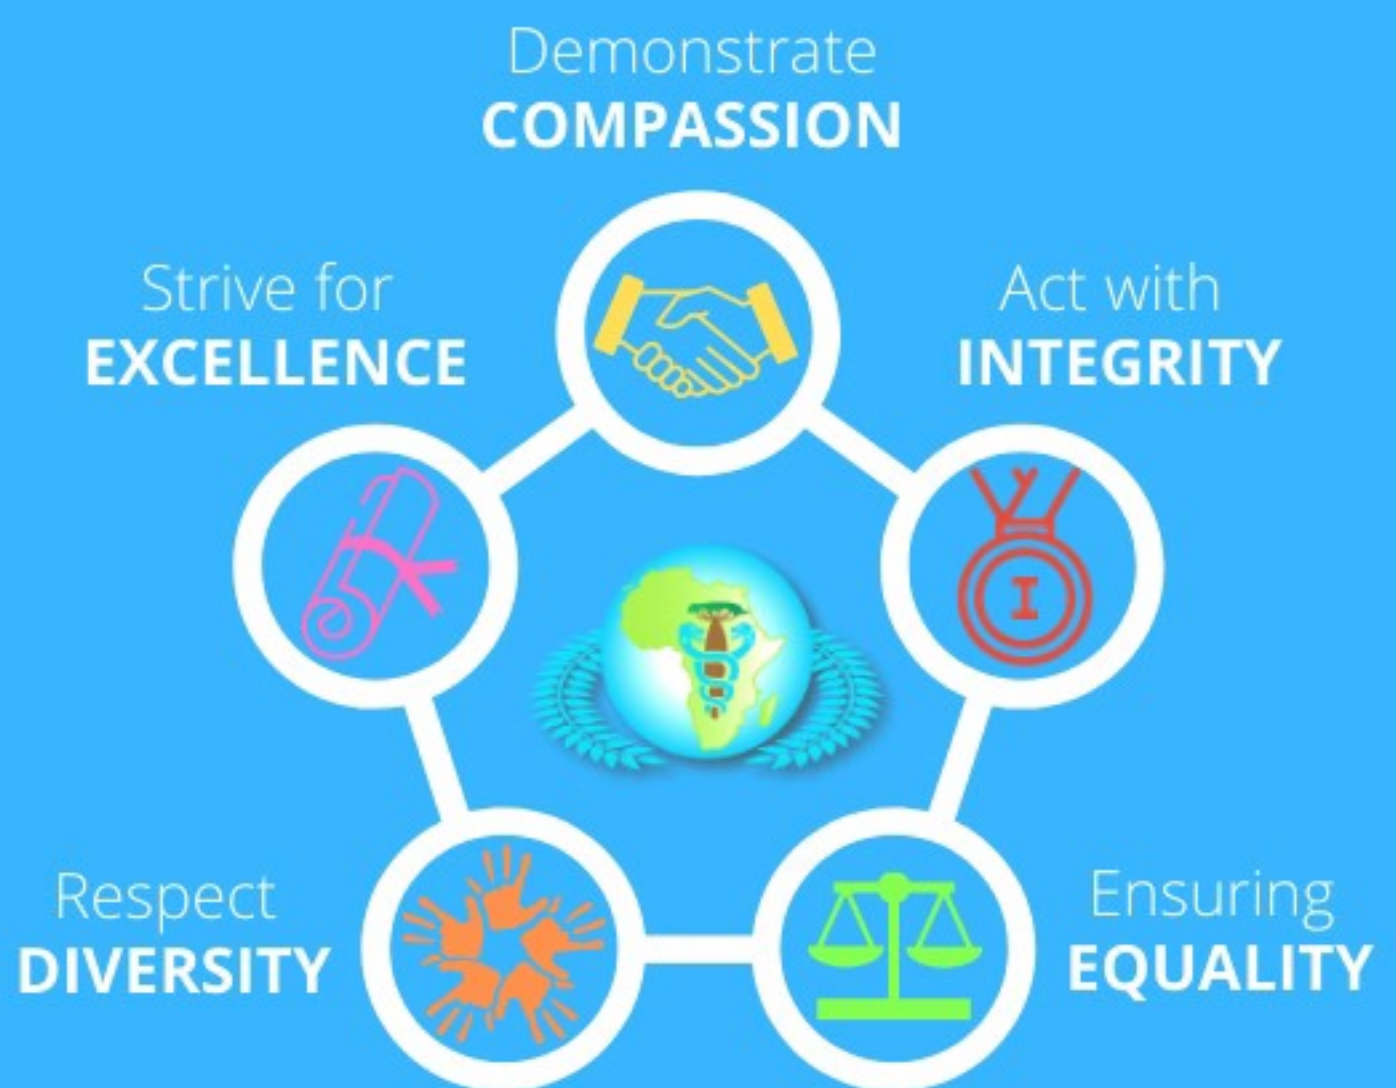 Demonstrate
COMPASSION
Strive for
EXCELLENCE
Act with
INTEGRITY
I
Respect
DIVERSITY
Ensuring
EQUALITY